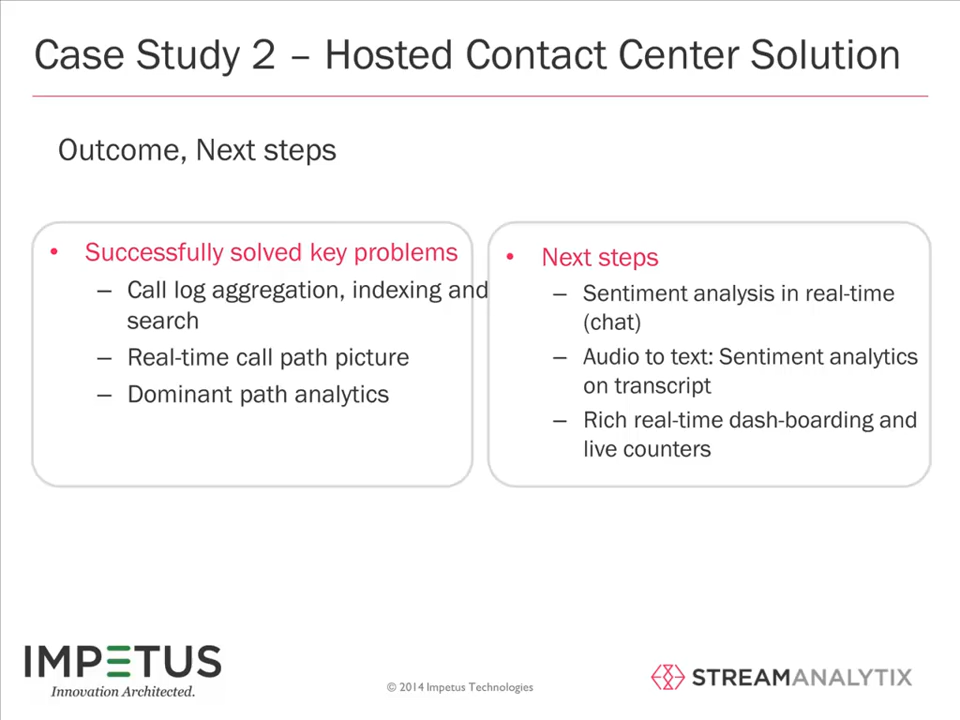 Case Study 2 – Hosted Contact Center Solution
Outcome, Next steps
• Successfully solved key problems
– Call log aggregation, indexing and
search
– Real-time call path picture
– Dominant path analytics
• Next steps
– Sentiment analysis in real-time
(chat)
– Audio to text: Sentiment analytics
on transcript
– Rich real-time dash-boarding and
live counters
IMPETUS
Innovation Architected.
© 2014 Impetus Technologies
STREAMANALYTIX